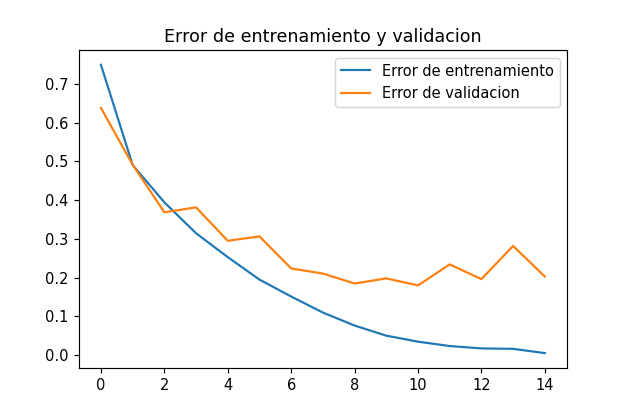 Error de entrenamiento y validacion
Error de entrenamiento
Error de validacion
0.7
0.6
0.5
0.4
0.3
0.2
0.1
0.0
0 2 4 6 8 10 12 14